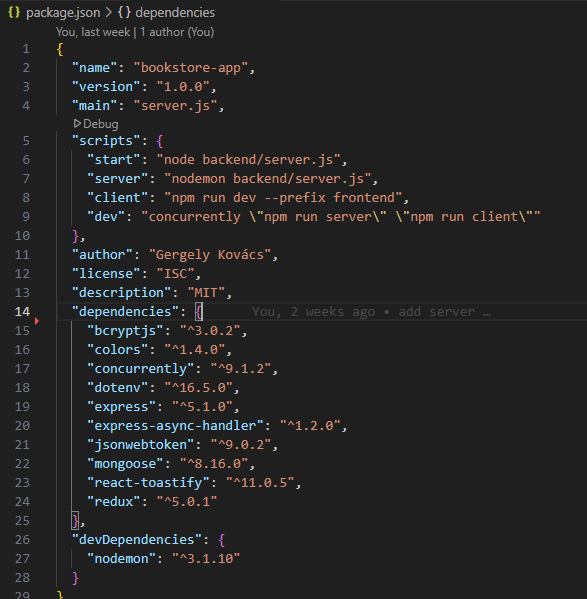 {} package.json > {} dependencies
You, last week | 1 author (You)
1 {
2 "name": "bookstore-app",
3 "version": "1.0.0",
4 "main": "server.js",
Debug
5 "scripts": {
6 "start": "node backend/server.js",
7 "server": "nodemon backend/server.js",
8 "client": "npm run dev --prefix frontend",
9 "dev": "concurrently \"npm run server\" \"npm run client\""
10 },
11 "author": "Gergely Kovács",
12 "license": "ISC",
13 "description": "MIT",
14 "dependencies": { You, 2 weeks ago • add server …
15 "bcryptjs": "^3.0.2",
16 "colors": "^1.4.0",
17 "concurrently": "^9.1.2",
18 "dotenv": "^16.5.0",
19 "express": "^5.1.0",
20 "express-async-handler": "^1.2.0",
21 "jsonwebtoken": "^9.0.2",
22 "mongoose": "^8.16.0",
23 "react-toastify": "^11.0.5",
24 "redux": "^5.0.1"
25 },
26 "devDependencies": {
27 "nodemon": "^3.1.10"
28 }
29 }